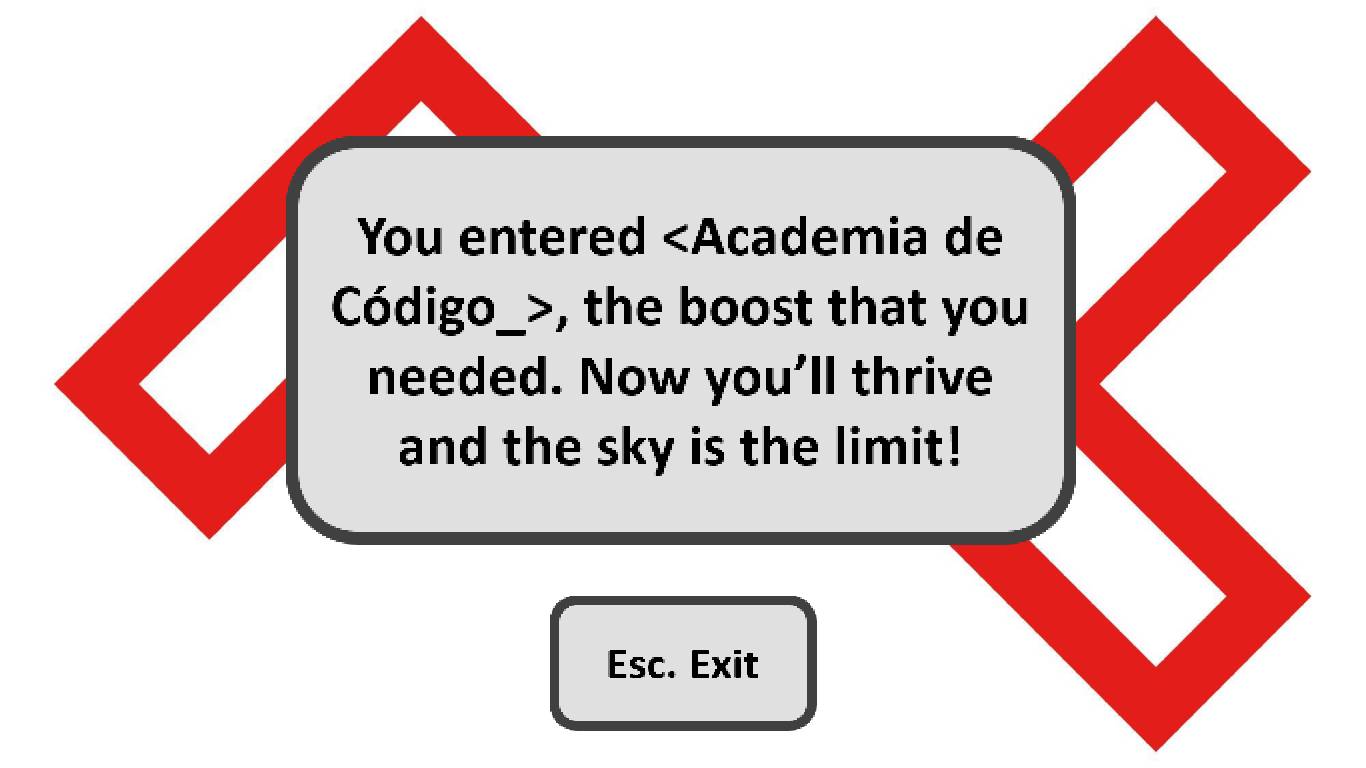 You entered <Academia de
Código_>, the boost that you
needed. Now you’ll thrive
and the sky is the limit!
Esc. Exit